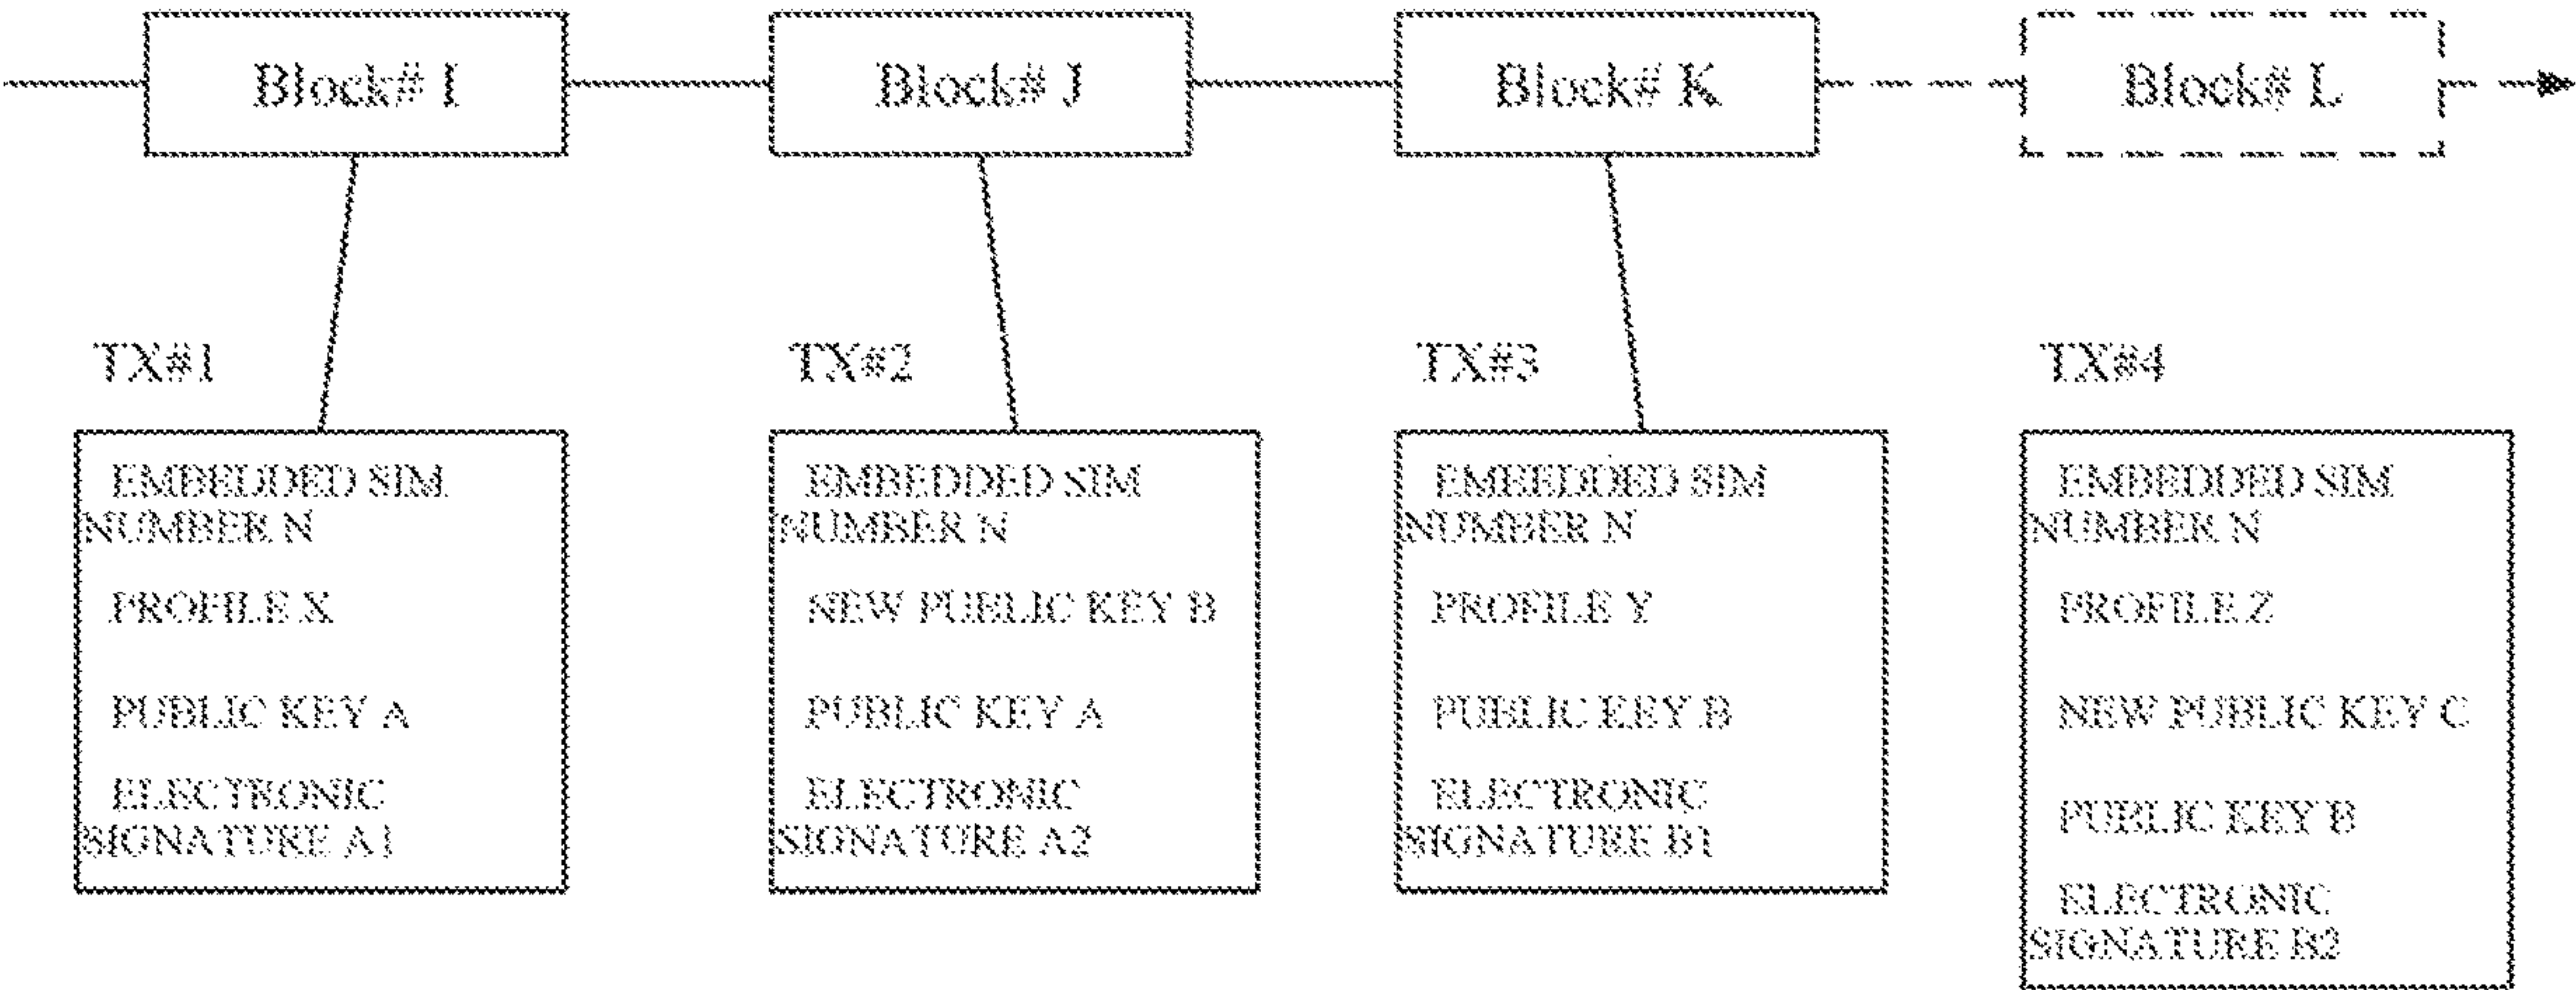 Block# I
Block# J
Block# K
Block# L
TX#1
TX#2
TX#3
TX#4
EMBEDDED SIM
NUMBER N
PROFILE X
PUBLIC KEY A
ELECTRONIC
SIGNATURE A1
EMBEDDED SIM
NUMBER N
NEW PUBLIC KEY B
PUBLIC KEY A
ELECTRONIC
SIGNATURE A2
EMBEDDED SIM
NUMBER N
PROFILE Y
PUBLIC KEY B
ELECTRONIC
SIGNATURE B1
EMBEDDED SIM
NUMBER N
PROFILE Z
NEW PUBLIC KEY C
PUBLIC KEY B
ELECTRONIC
SIGNATURE B2